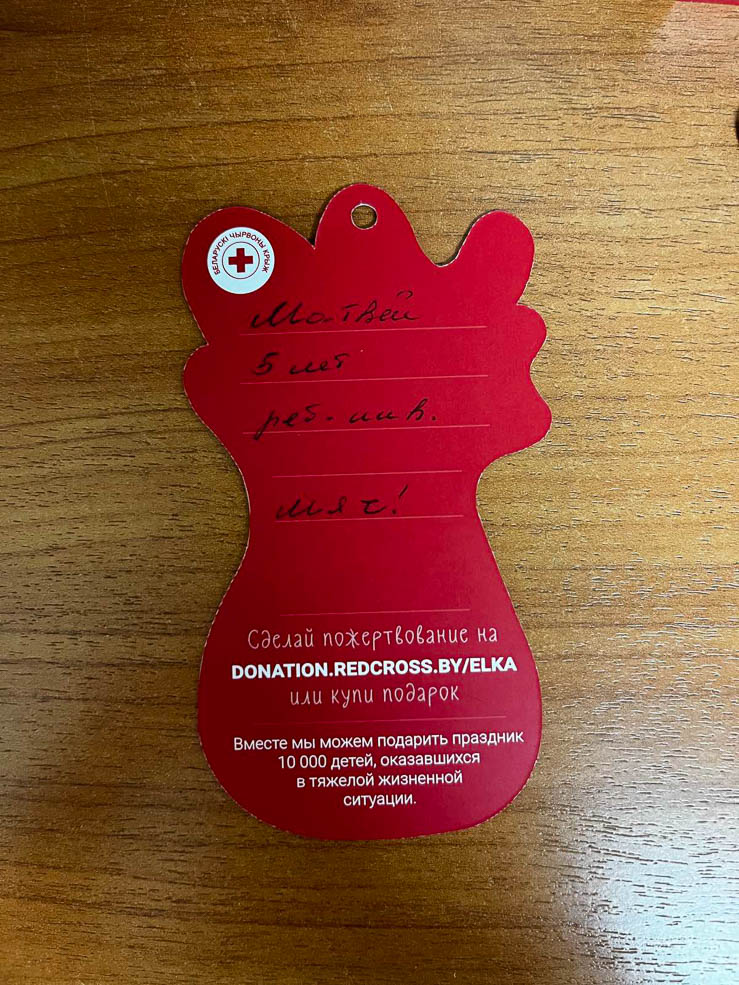 БЕЛАРУСКІ ЧЫРВОНЫ КРЫЖ
Матвей
5 лет
реб. инв.
мяч!
Сделай пожертвование на
DONATION.REDCROSS.BY/ELKA
или купи подарок
Вместе мы можем подарить праздник
10 000 детей, оказавшихся
в тяжелой жизненной
ситуации.